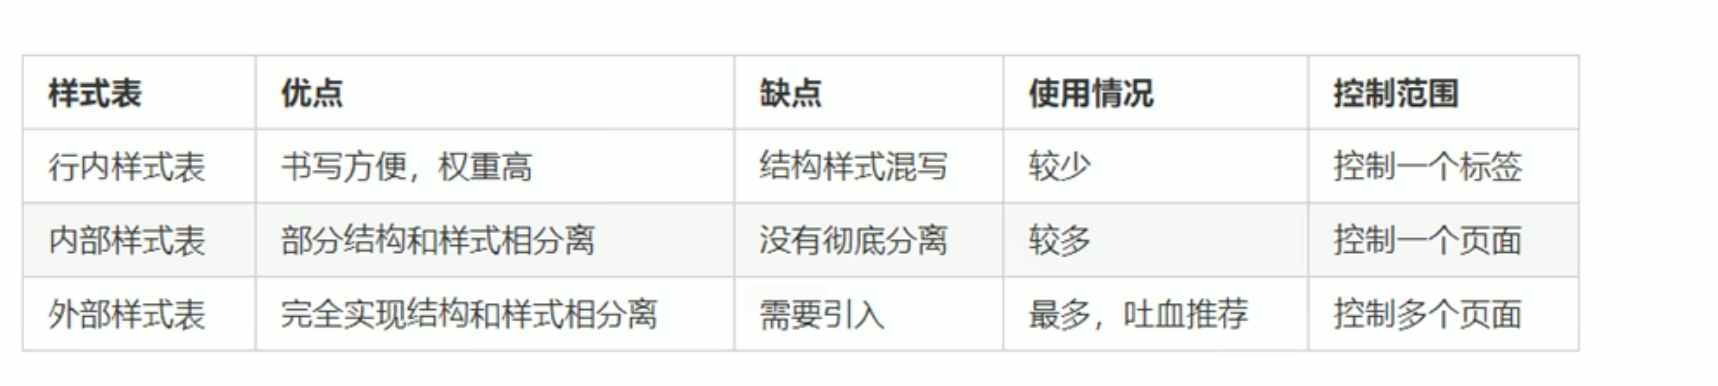 样式表 优点 缺点 使用情况 控制范围
行内样式表 书写方便，权重高 结构样式混写 较少 控制一个标签
内部样式表 部分结构和样式相分离 没有彻底分离 较多 控制一个页面
外部样式表 完全实现结构和样式相分离 需要引入 最多，吐血推荐 控制多个页面